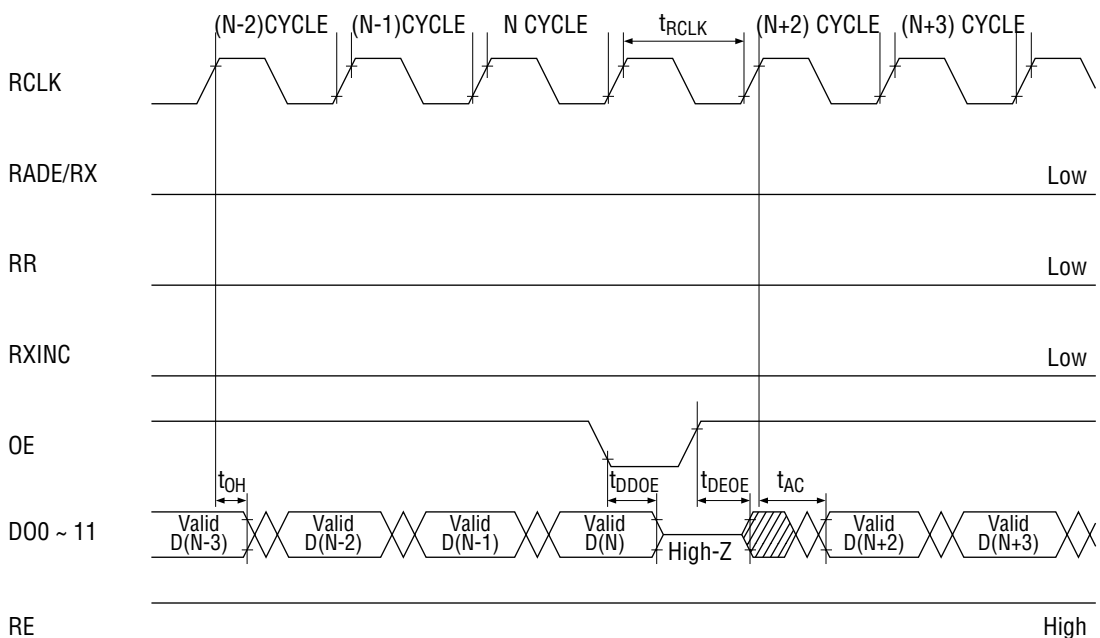 (N-2)CYCLE (N-1)CYCLE N CYCLE tRCLK (N+2) CYCLE (N+3) CYCLE
RCLK
RADE/RX Low
RR Low
RXINC Low
OE
tOH tDDOE tDEOE tAC
DO0 ~ 11
Valid D(N-3)
Valid D(N-2)
Valid D(N-1)
Valid D(N)
High-Z
Valid D(N+2)
Valid D(N+3)
RE High